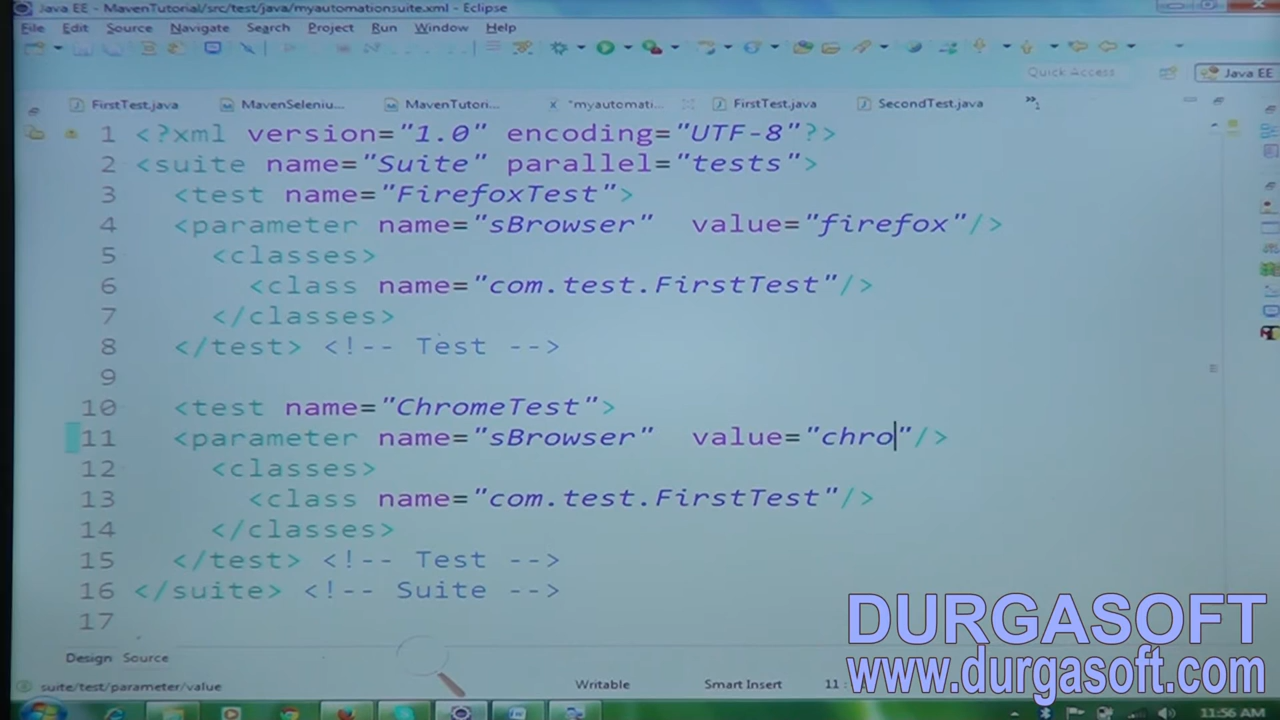 Java EE - MavenTutorial/src/test/java/myautomationsuite.xml - Eclipse
File Edit Source Navigate Search Project Run Window Help
Quick Access Java EE
FirstTest.java MavenSeleniu... MavenTutori... *myautomati... FirstTest.java SecondTest.java »1
1 <?xml version="1.0" encoding="UTF-8"?>
2 <suite name="Suite" parallel="tests">
3 <test name="FirefoxTest">
4 <parameter name="sBrowser" value="firefox"/>
5 <classes>
6 <class name="com.test.FirstTest"/>
7 </classes>
8 </test> <!-- Test -->
9
10 <test name="ChromeTest">
11 <parameter name="sBrowser" value="chro"/>
12 <classes>
13 <class name="com.test.FirstTest"/>
14 </classes>
15 </test> <!-- Test -->
16 </suite> <!-- Suite -->
17
DURGASOFT
www.durgasoft.com
Design Source
suite/test/parameter/value Writable Smart Insert 11 :
11:56 AM